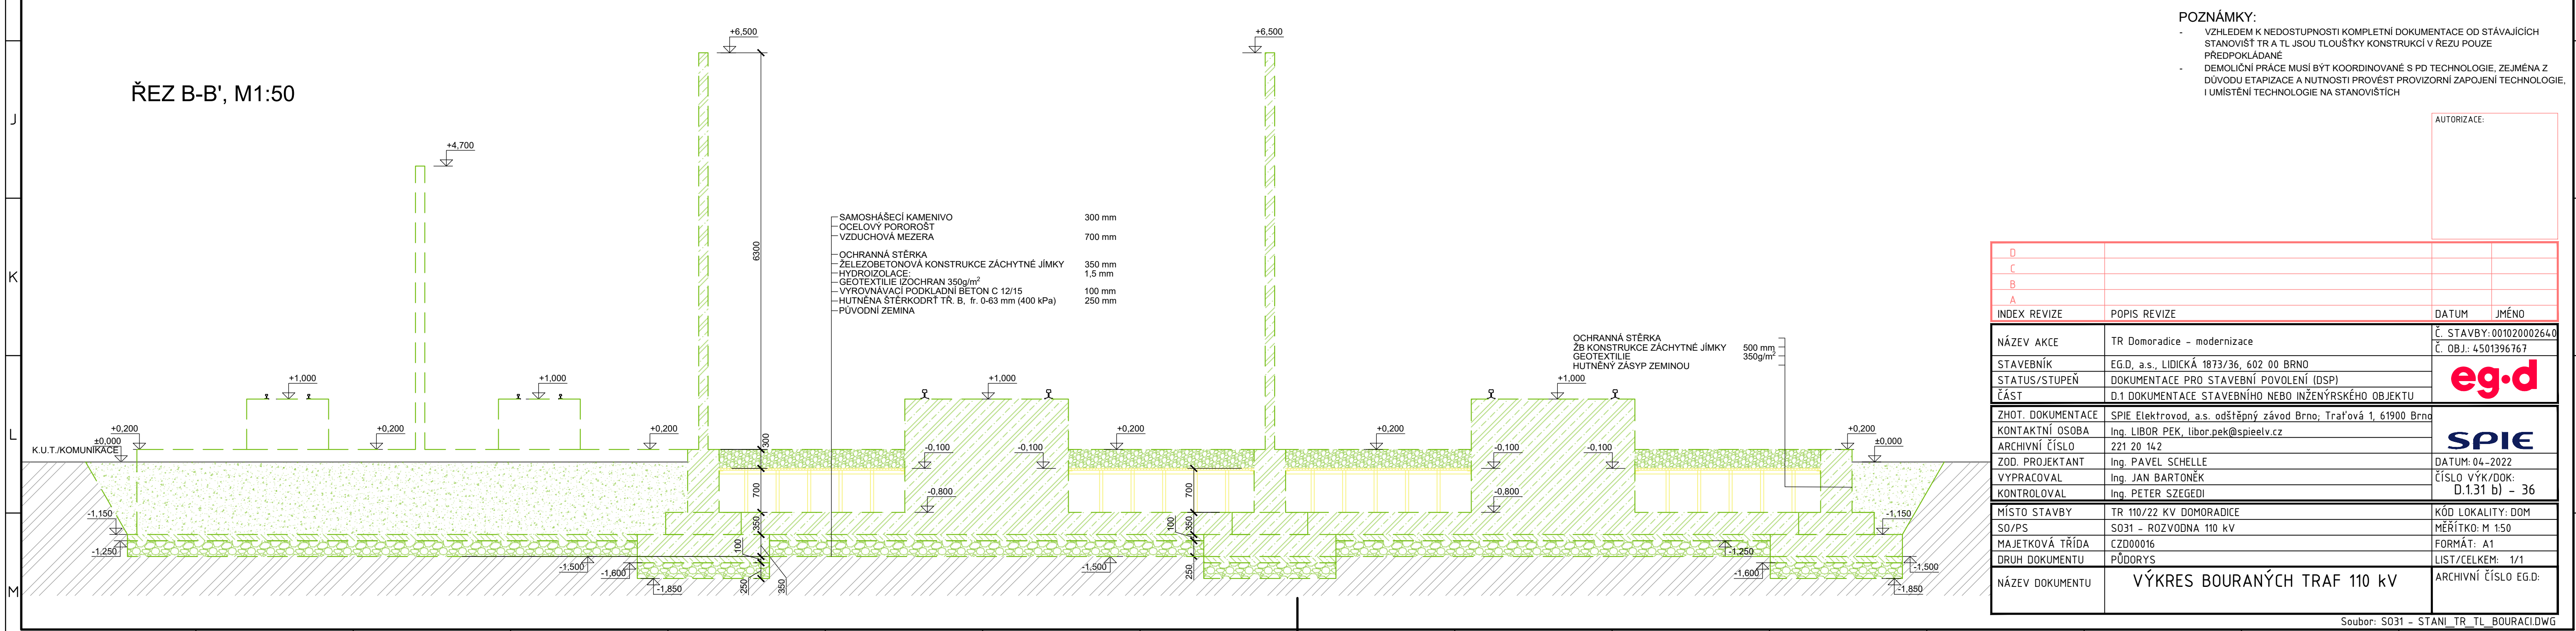 ŘEZ B-B', M1:50
+6,500
+6,500
+4,700
6300
SAMOSHÁŠECÍ KAMENIVO 300 mm
OCELOVÝ POROROŠT
VZDUCHOVÁ MEZERA 700 mm
OCHRANNÁ STĚRKA
ŽELEZOBETONOVÁ KONSTRUKCE ZÁCHYTNÉ JÍMKY 350 mm
HYDROIZOLACE: 1,5 mm
GEOTEXTILIE IZOCHRAN 350g/m²
VYROVNÁVACÍ PODKLADNÍ BETON C 12/15 100 mm
HUTNĚNA ŠTĚRKODRŤ TŘ. B, fr. 0-63 mm (400 kPa) 250 mm
PŮVODNÍ ZEMINA
OCHRANNÁ STĚRKA
ŽB KONSTRUKCE ZÁCHYTNÉ JÍMKY 500 mm
GEOTEXTILIE 350g/m²
HUTNĚNÝ ZÁSYP ZEMINOU
+1,000
+1,000
+1,000
+1,000
+0,200
+0,200
+0,200
+0,200
+0,200
+0,200
±0,000
±0,000
K.U.T./KOMUNIKACE
300
-0,100
-0,100
-0,100
-0,100
700
700
-0,800
-0,800
350
350
100
100
-1,150
-1,150
-1,250
-1,250
-1,500
-1,500
-1,500
-1,600
-1,600
-1,850
-1,850
250
350
250
POZNÁMKY:
- VZHLEDEM K NEDOSTUPNOSTI KOMPLETNÍ DOKUMENTACE OD STÁVAJÍCÍCH
STANOVIŠŤ TR A TL JSOU TLOUŠŤKY KONSTRUKCÍ V ŘEZU POUZE
PŘEDPOKLÁDANÉ
- DEMOLIČNÍ PRÁCE MUSÍ BÝT KOORDINOVANÉ S PD TECHNOLOGIE, ZEJMÉNA Z
DŮVODU ETAPIZACE A NUTNOSTI PROVÉST PROVIZORNÍ ZAPOJENÍ TECHNOLOGIE,
I UMÍSTĚNÍ TECHNOLOGIE NA STANOVIŠTÍCH
AUTORIZACE:
D
C
B
A
INDEX REVIZE POPIS REVIZE DATUM JMÉNO
NÁZEV AKCE TR Domoradice - modernizace
Č. STAVBY: 001020002640
Č. OBJ.: 4501396767
STAVEBNÍK EG.D, a.s., LIDICKÁ 1873/36, 602 00 BRNO
STATUS/STUPEŇ DOKUMENTACE PRO STAVEBNÍ POVOLENÍ (DSP)
ČÁST D.1 DOKUMENTACE STAVEBNÍHO NEBO INŽENÝRSKÉHO OBJEKTU
eg·d
ZHOT. DOKUMENTACE SPIE Elektrovod, a.s. odštěpný závod Brno; Traťová 1, 61900 Brno
KONTAKTNÍ OSOBA Ing. LIBOR PEK, libor.pek@spieelv.cz
ARCHIVNÍ ČÍSLO 221 20 142
SPIE
ZOD. PROJEKTANT Ing. PAVEL SCHELLE DATUM: 04-2022
VYPRACOVAL Ing. JAN BARTONĚK ČÍSLO VÝK/DOK:
KONTROLOVAL Ing. PETER SZEGEDI D.1.31 b) - 36
MÍSTO STAVBY TR 110/22 KV DOMORADICE KÓD LOKALITY: DOM
SO/PS SO31 - ROZVODNA 110 kV MĚŘÍTKO: M 1:50
MAJETKOVÁ TŘÍDA CZD00016 FORMÁT: A1
DRUH DOKUMENTU PŮDORYS LIST/CELKEM: 1/1
NÁZEV DOKUMENTU VÝKRES BOURANÝCH TRAF 110 kV ARCHIVNÍ ČÍSLO EG.D:
Soubor: SO31 - STANI_TR_TL_BOURACI.DWG
J
K
L
M